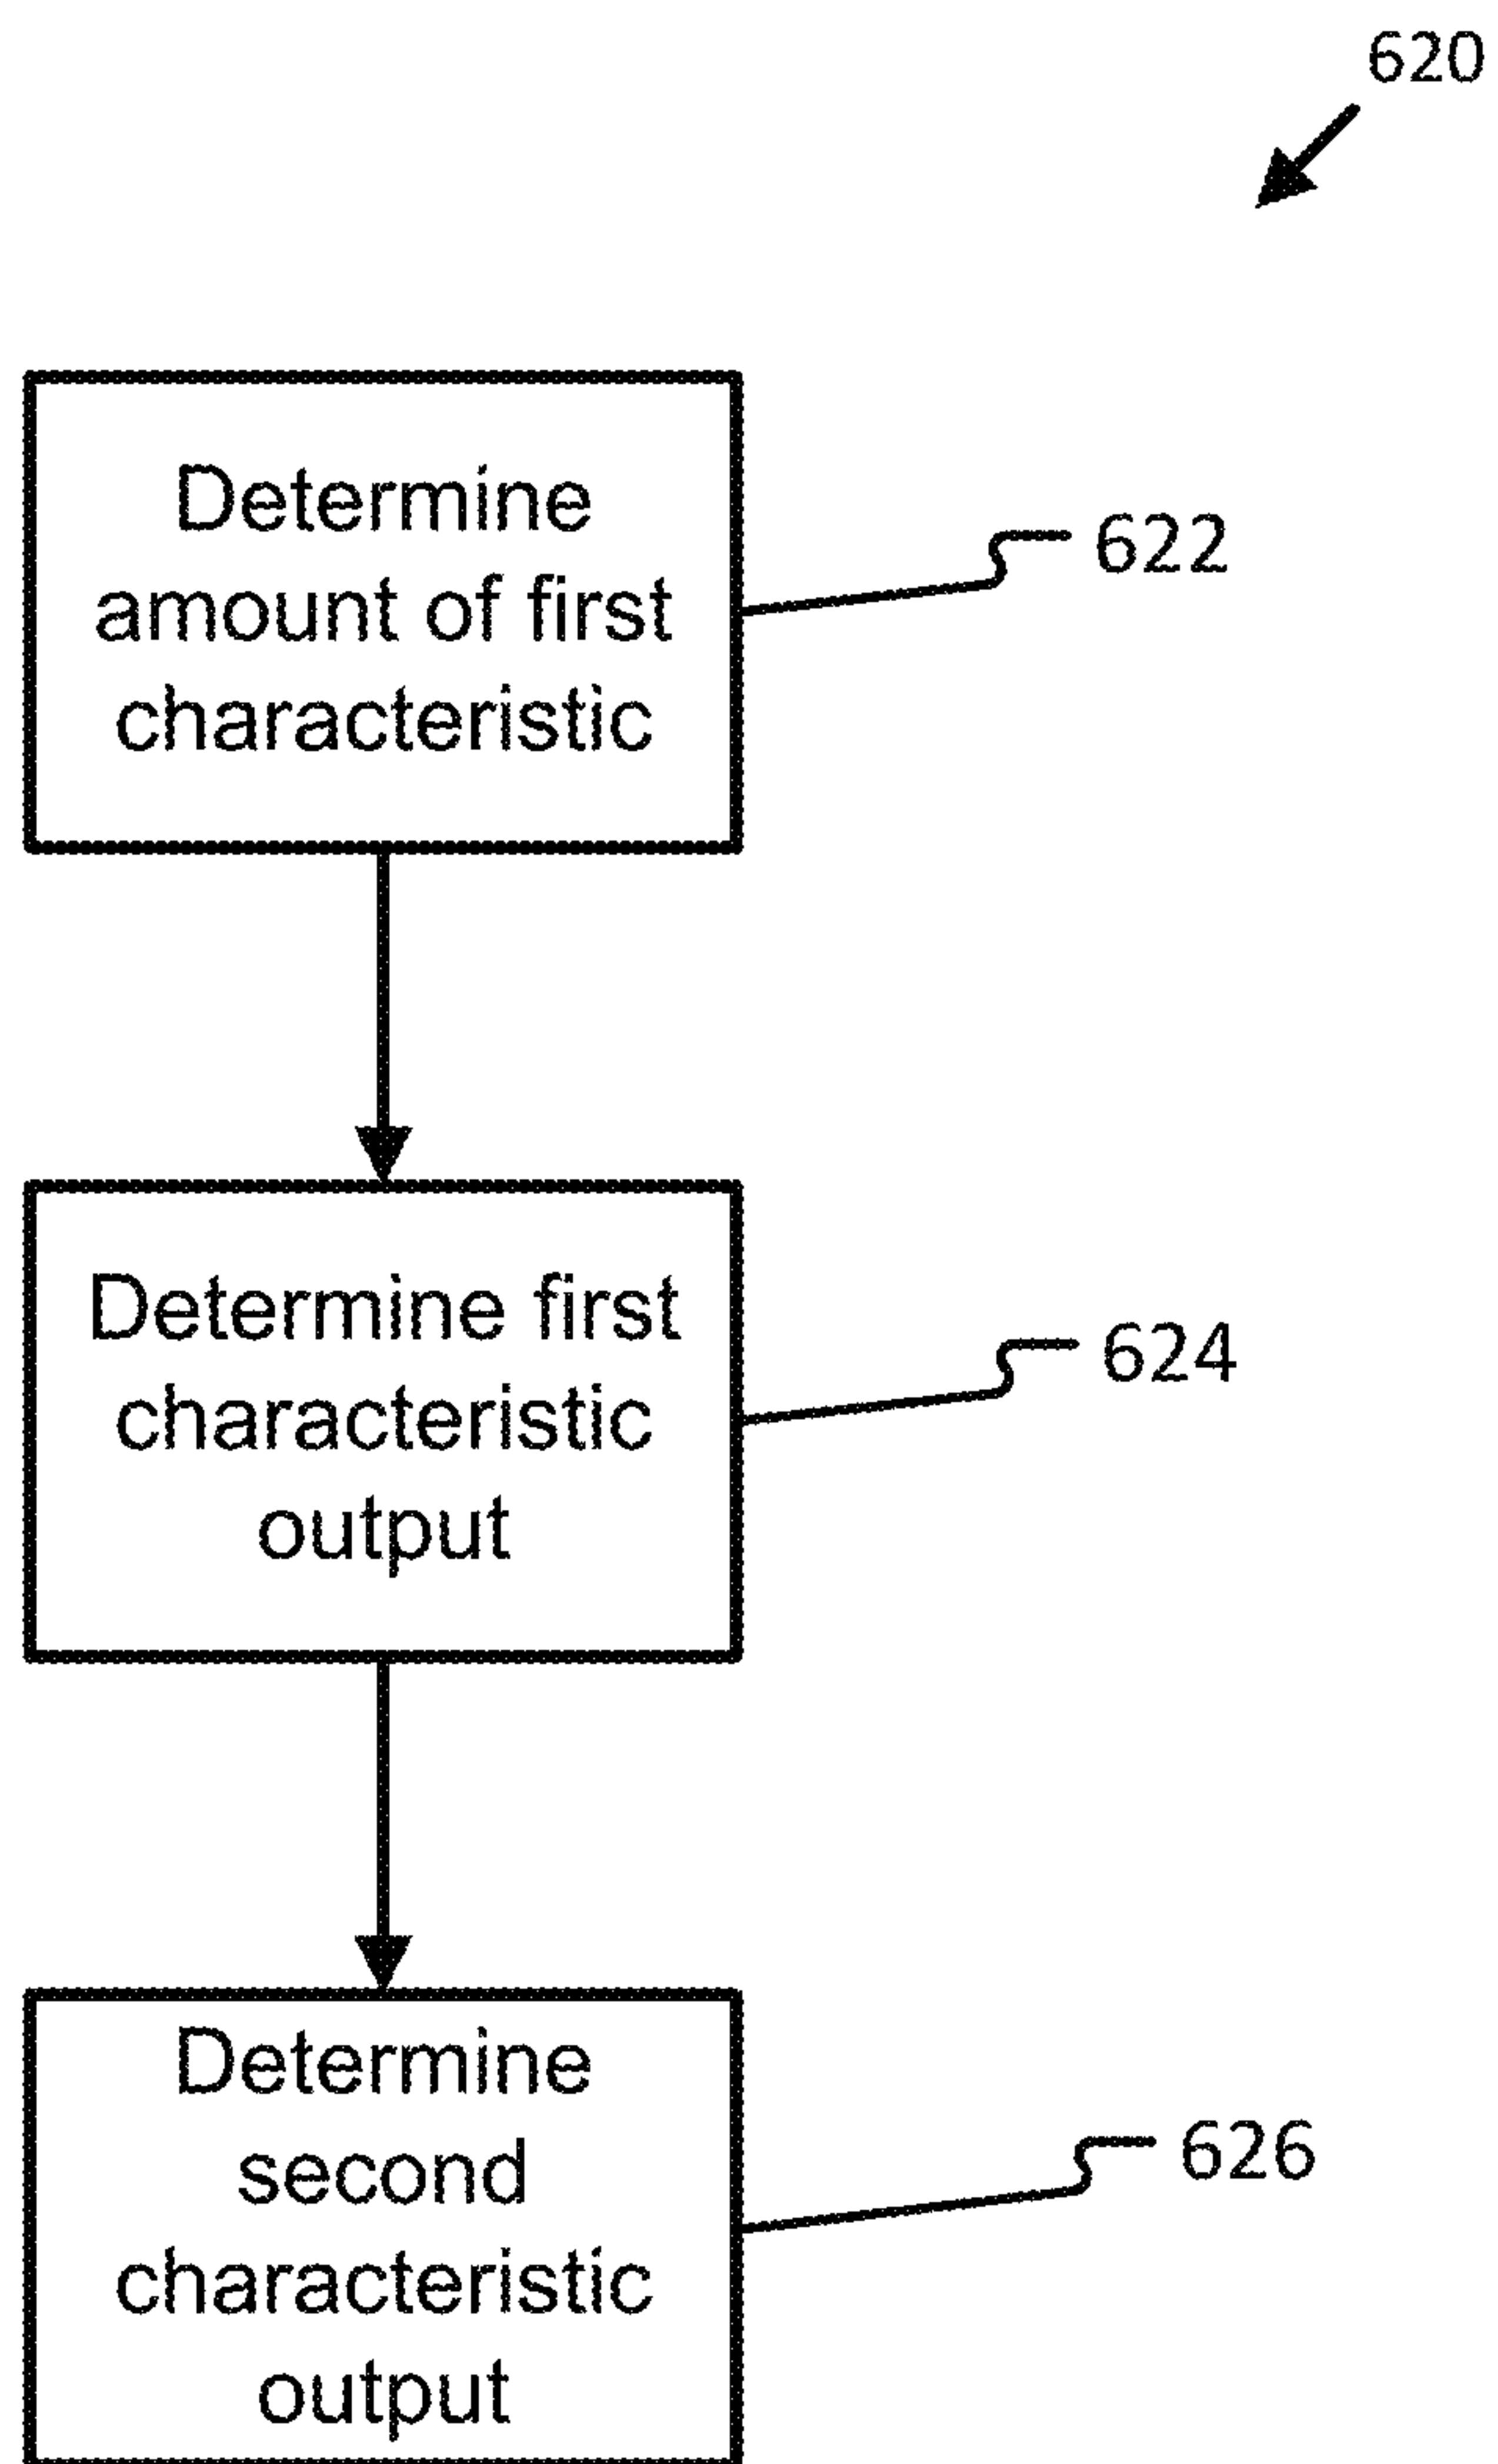 620
Determine
amount of first
characteristic
622
Determine first
characteristic
output
624
Determine
second
characteristic
output
626